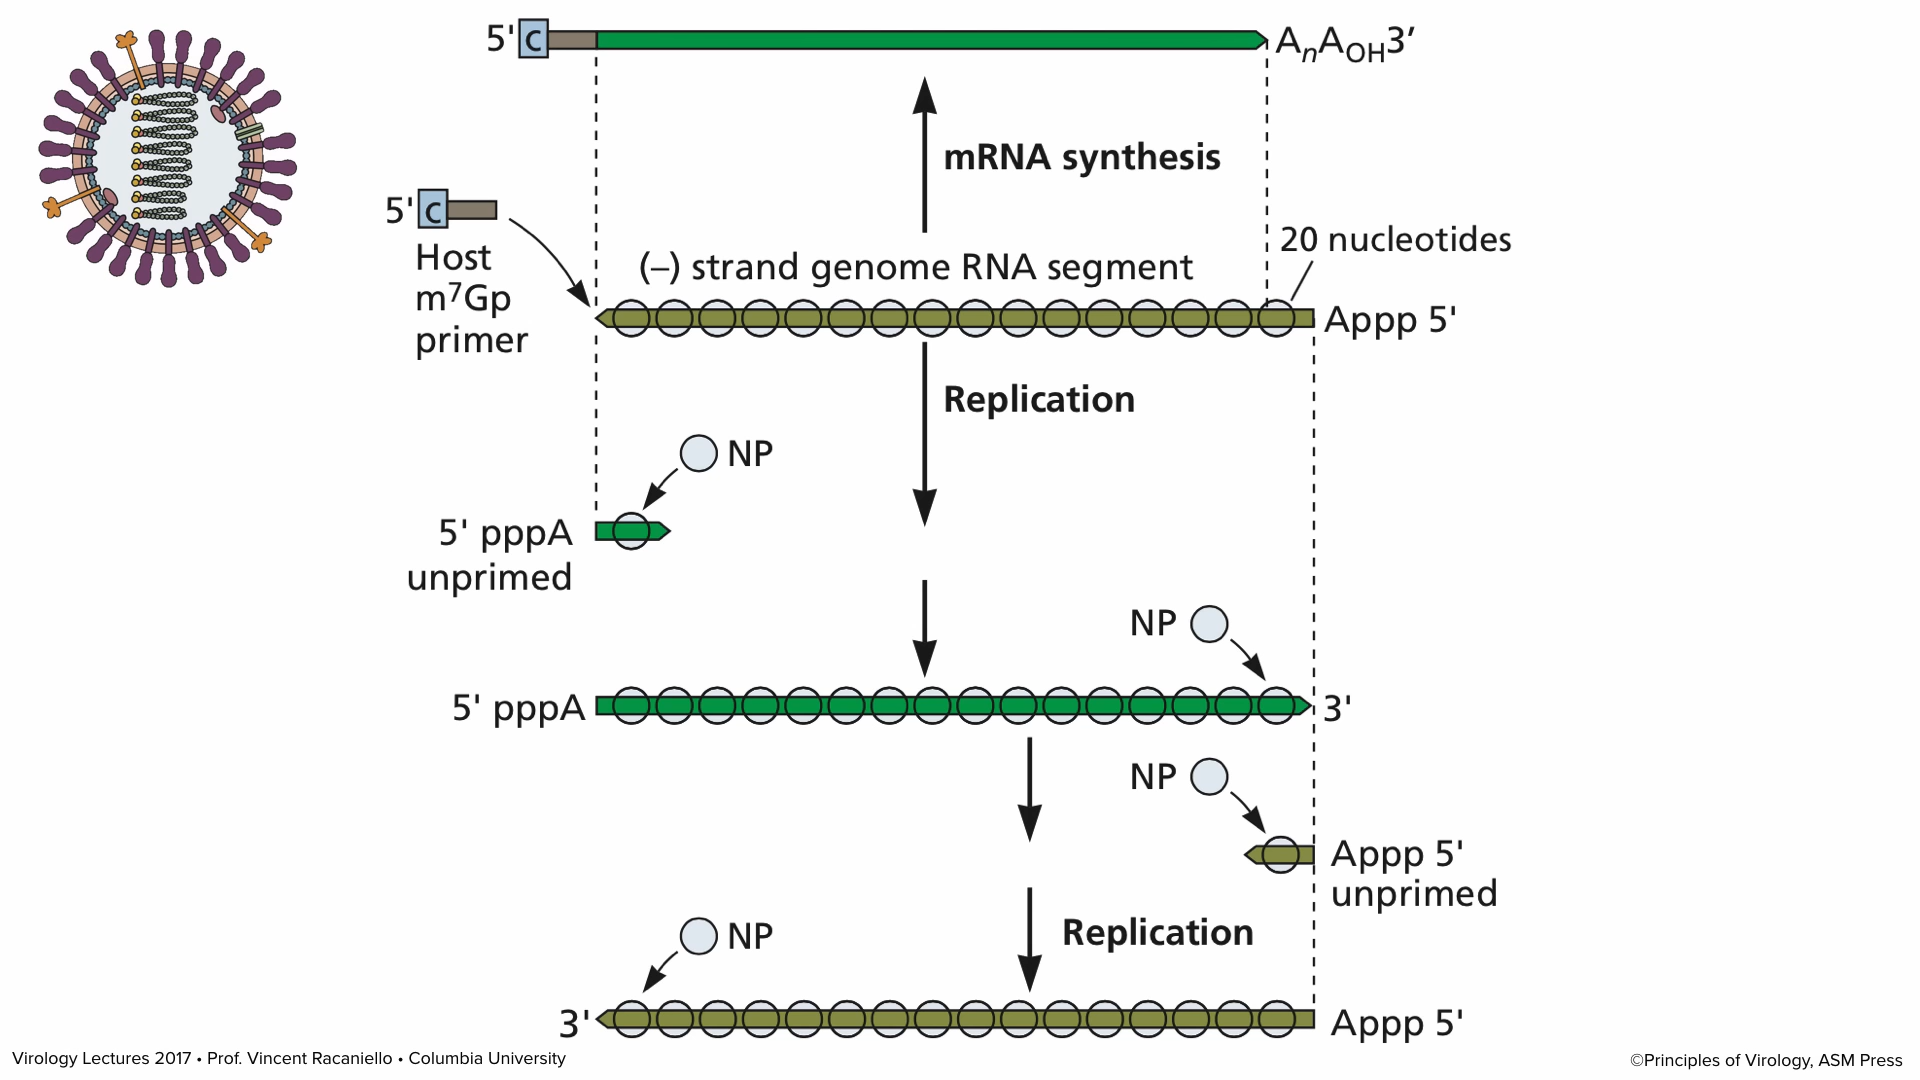 5' c AₙA_OH3′
mRNA synthesis
5' c
Host
m⁷Gp
primer
20 nucleotides
(–) strand genome RNA segment
Appp 5'
Replication
NP
5' pppA
unprimed
NP
5' pppA 3'
NP
Appp 5'
unprimed
Replication
NP
3' Appp 5'
Virology Lectures 2017 • Prof. Vincent Racaniello • Columbia University
©Principles of Virology, ASM Press